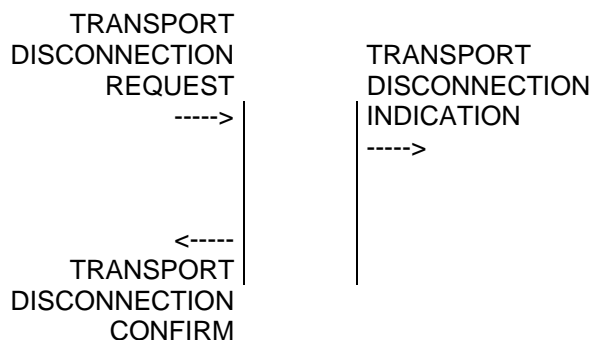 TRANSPORT
DISCONNECTION
REQUEST
----->
TRANSPORT
DISCONNECTION
INDICATION
----->
<-----
TRANSPORT
DISCONNECTION
CONFIRM